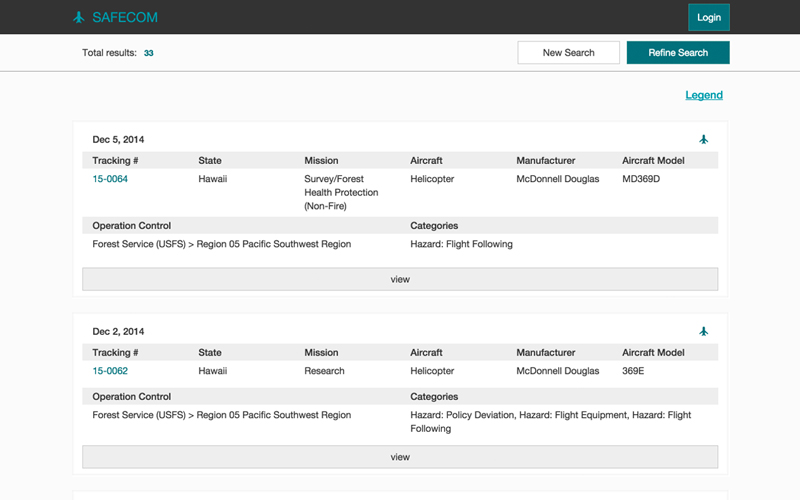 SAFECOM
Login
Total results: 33
New Search
Refine Search
Legend
Dec 5, 2014
Tracking # State Mission Aircraft Manufacturer Aircraft Model
15-0064 Hawaii Survey/Forest Helicopter McDonnell Douglas MD369D
Health Protection
(Non-Fire)
Operation Control Categories
Forest Service (USFS) > Region 05 Pacific Southwest Region Hazard: Flight Following
view
Dec 2, 2014
Tracking # State Mission Aircraft Manufacturer Aircraft Model
15-0062 Hawaii Research Helicopter McDonnell Douglas 369E
Operation Control Categories
Forest Service (USFS) > Region 05 Pacific Southwest Region Hazard: Policy Deviation, Hazard: Flight Equipment, Hazard: Flight
Following
view